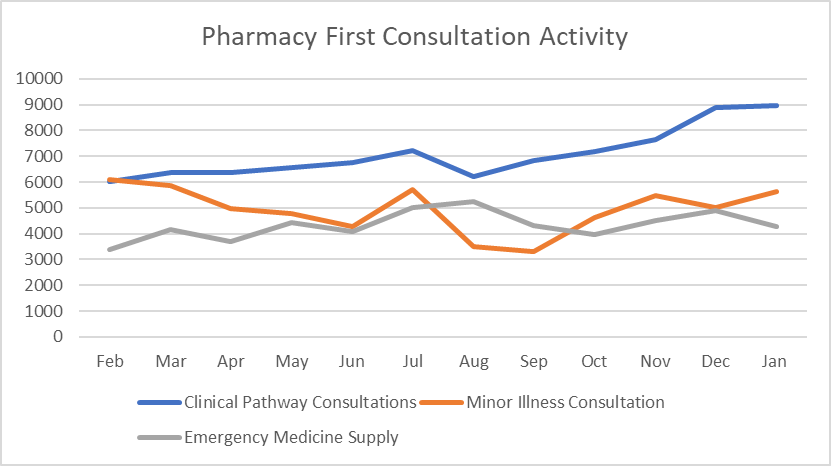 Pharmacy First Consultation Activity
10000
9000
8000
7000
6000
5000
4000
3000
2000
1000
0
Feb Mar Apr May Jun Jul Aug Sep Oct Nov Dec Jan
Clinical Pathway Consultations Minor Illness Consultation
Emergency Medicine Supply